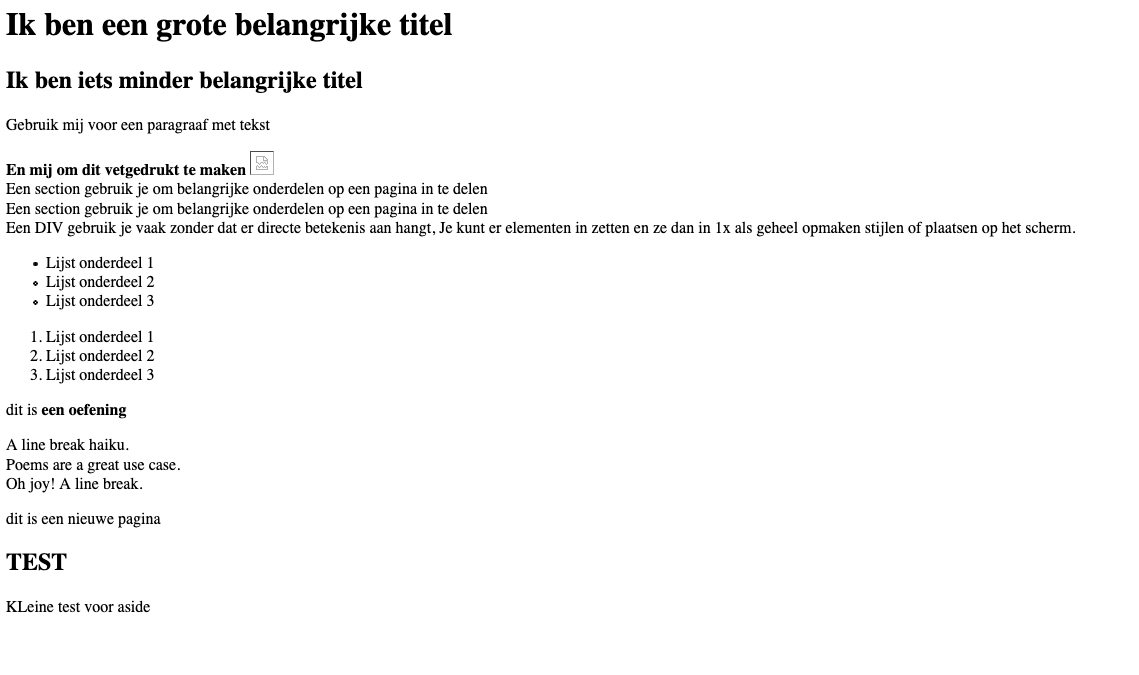 Ik ben een grote belangrijke titel
Ik ben iets minder belangrijke titel
Gebruik mij voor een paragraaf met tekst
En mij om dit vetgedrukt te maken
Een section gebruik je om belangrijke onderdelen op een pagina in te delen
Een section gebruik je om belangrijke onderdelen op een pagina in te delen
Een DIV gebruik je vaak zonder dat er directe betekenis aan hangt, Je kunt er elementen in zetten en ze dan in 1x als geheel opmaken stijlen of plaatsen op het scherm.
• Lijst onderdeel 1
• Lijst onderdeel 2
• Lijst onderdeel 3
1. Lijst onderdeel 1
2. Lijst onderdeel 2
3. Lijst onderdeel 3
dit is een oefening
A line break haiku.
Poems are a great use case.
Oh joy! A line break.
dit is een nieuwe pagina
TEST
KLeine test voor aside